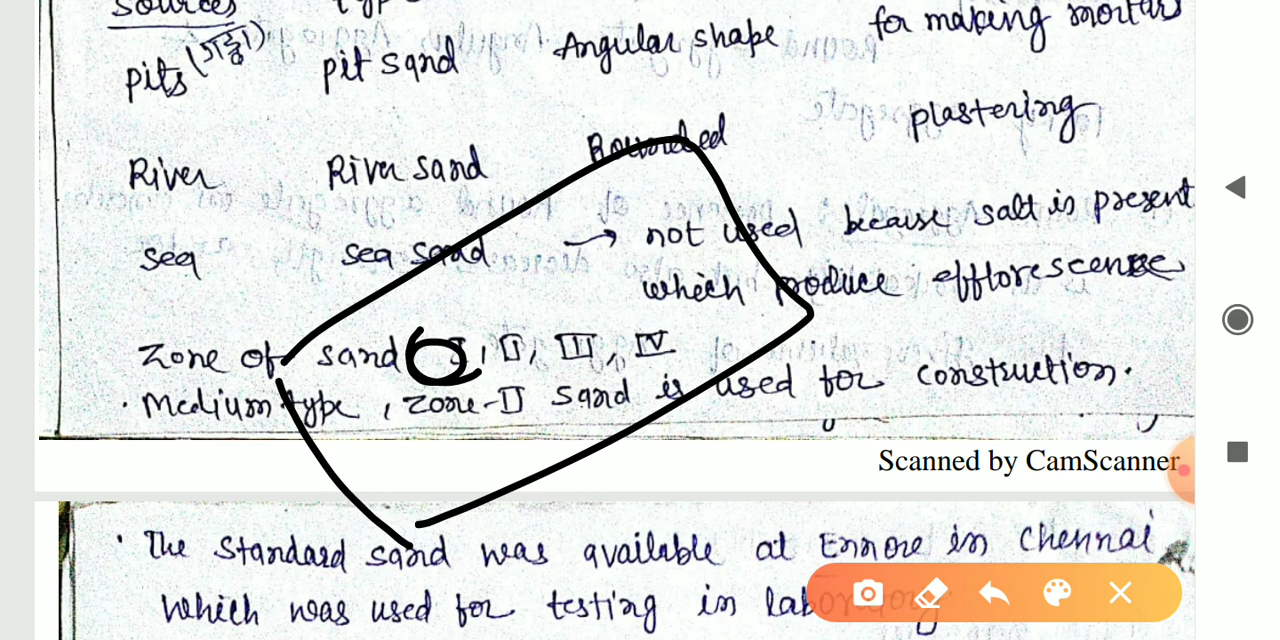 Sources type
pits (गड्ढा) pit sand Angular shape for making mortar
plastering
River River sand Rounded
sea sea sand → not used because salt is present
which produce efflorescense
Zone of sand I, II, III, IV
· Medium type, Zone-II sand is used for construction.
Scanned by CamScanner
· The standard sand was available at Ennore in Chennai
which was used for testing in laboratory